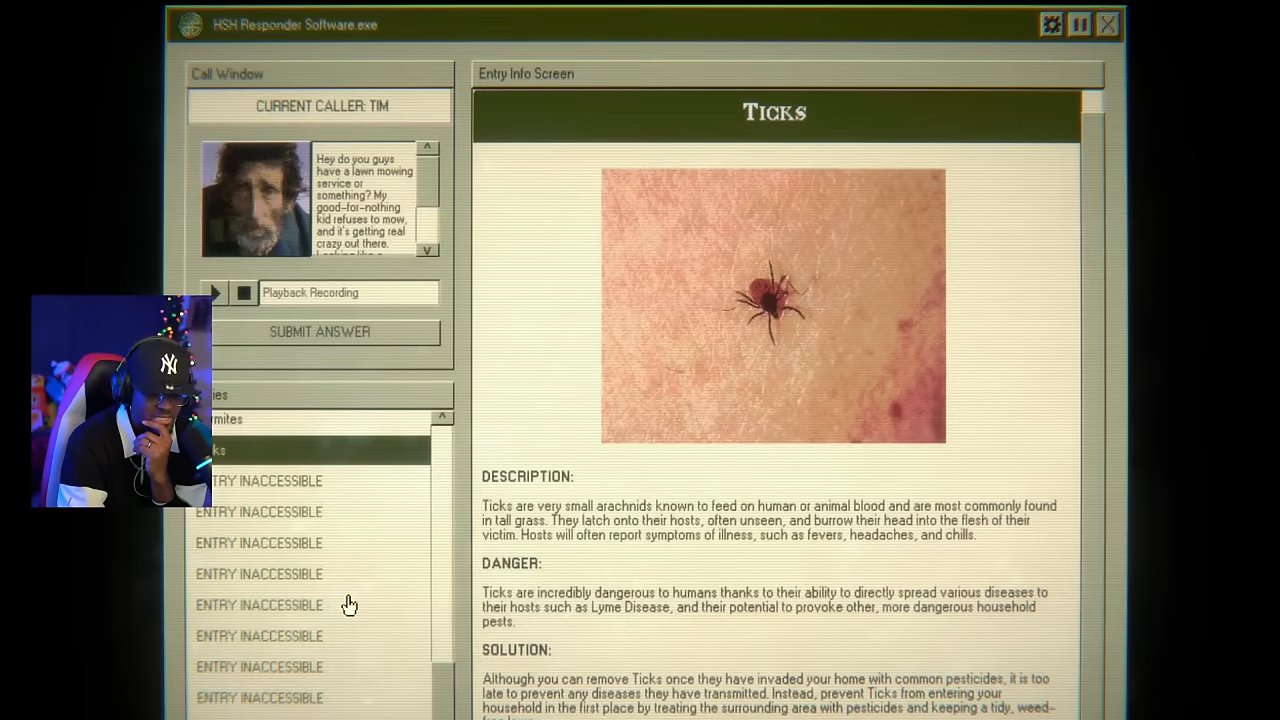 HSH Responder Software.exe
Call Window
CURRENT CALLER: TIM
Hey do you guys
have a lawn mowing
service or
something? My
good-for-nothing
kid refuses to mow,
and it's getting real
crazy out there.
Playback Recording
SUBMIT ANSWER
ENTRY INACCESSIBLE
ENTRY INACCESSIBLE
ENTRY INACCESSIBLE
ENTRY INACCESSIBLE
ENTRY INACCESSIBLE
ENTRY INACCESSIBLE
ENTRY INACCESSIBLE
ENTRY INACCESSIBLE
Entry Info Screen
TICKS
DESCRIPTION:
Ticks are very small arachnids known to feed on human or animal blood and are most commonly found
in tall grass. They latch onto their hosts, often unseen, and burrow their head into the flesh of their
victim. Hosts will often report symptoms of illness, such as fevers, headaches, and chills.
DANGER:
Ticks are incredibly dangerous to humans thanks to their ability to directly spread various diseases to
their hosts such as Lyme Disease, and their potential to provoke other, more dangerous household
pests.
SOLUTION:
Although you can remove Ticks once they have invaded your home with common pesticides, it is too
late to prevent any diseases they have transmitted. Instead, prevent Ticks from entering your
household in the first place by treating the surrounding area with pesticides and keeping a tidy, weed-